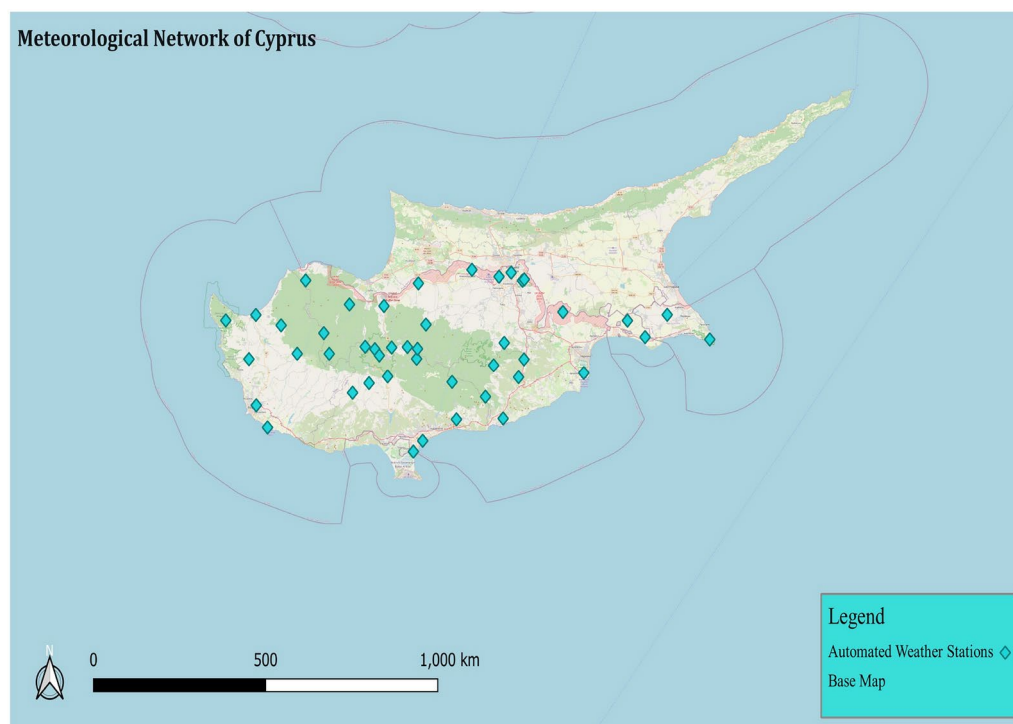 Meteorological Network of Cyprus
N
0 500 1,000 km
Legend
Automated Weather Stations
Base Map